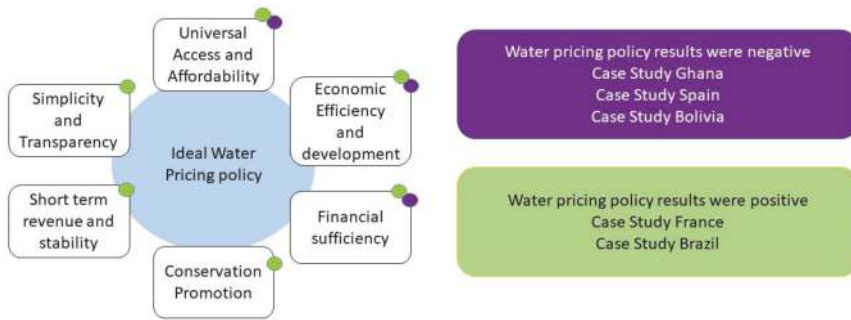 Universal
Access and
Affordability
Economic
Efficiency
and
development
Financial
sufficiency
Conservation
Promotion
Short term
revenue and
stability
Simplicity
and
Transparency
Ideal Water
Pricing policy
Water pricing policy results were negative
Case Study Ghana
Case Study Spain
Case Study Bolivia
Water pricing policy results were positive
Case Study France
Case Study Brazil